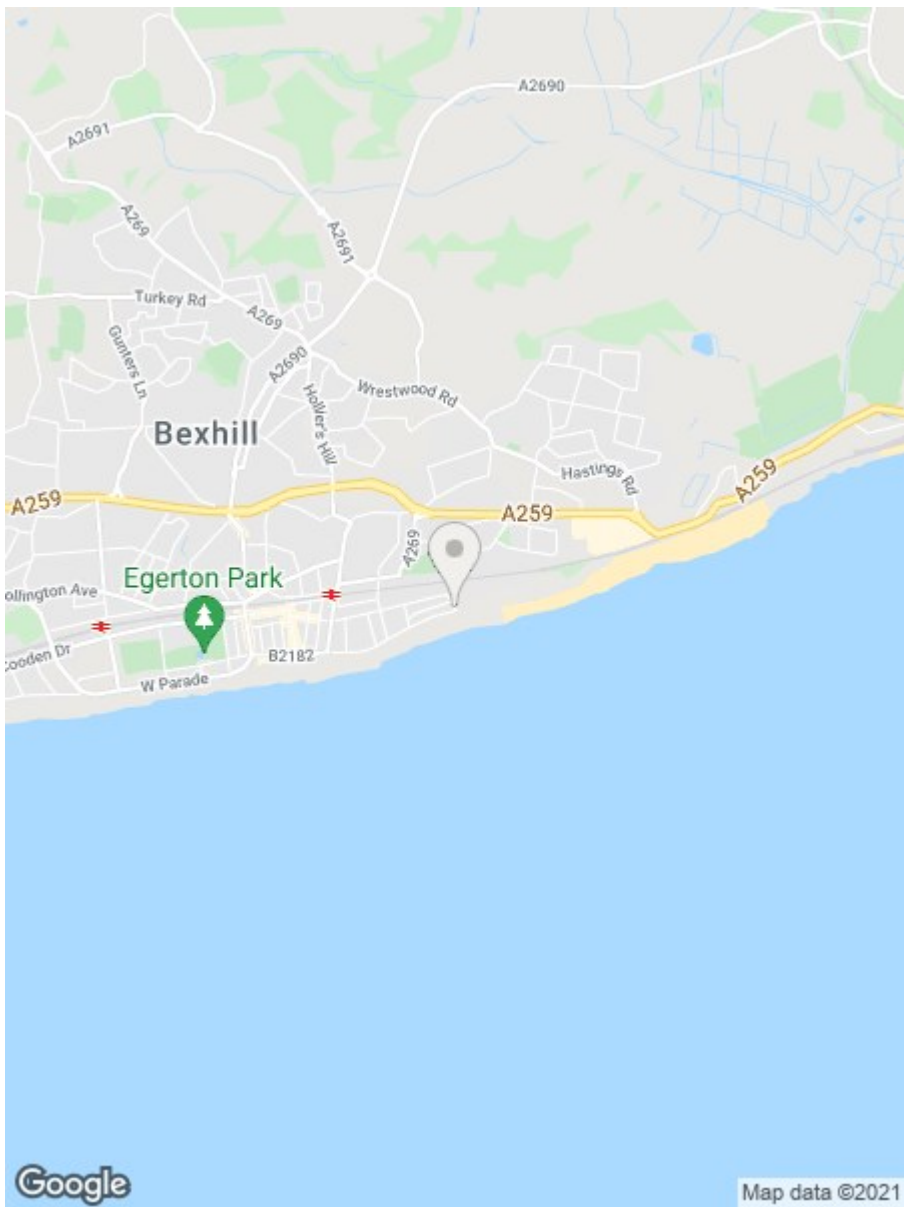 A2690
A2691
A269
A2691
Turkey Rd
A269
Gunters Ln
A2690
Holliers Hill
Wrestwood Rd
Bexhill
Hastings Rd
A259
A259
A259
A269
Egerton Park
ollington Ave
Cooden Dr
B2182
W Parade
Google
Map data ©2021